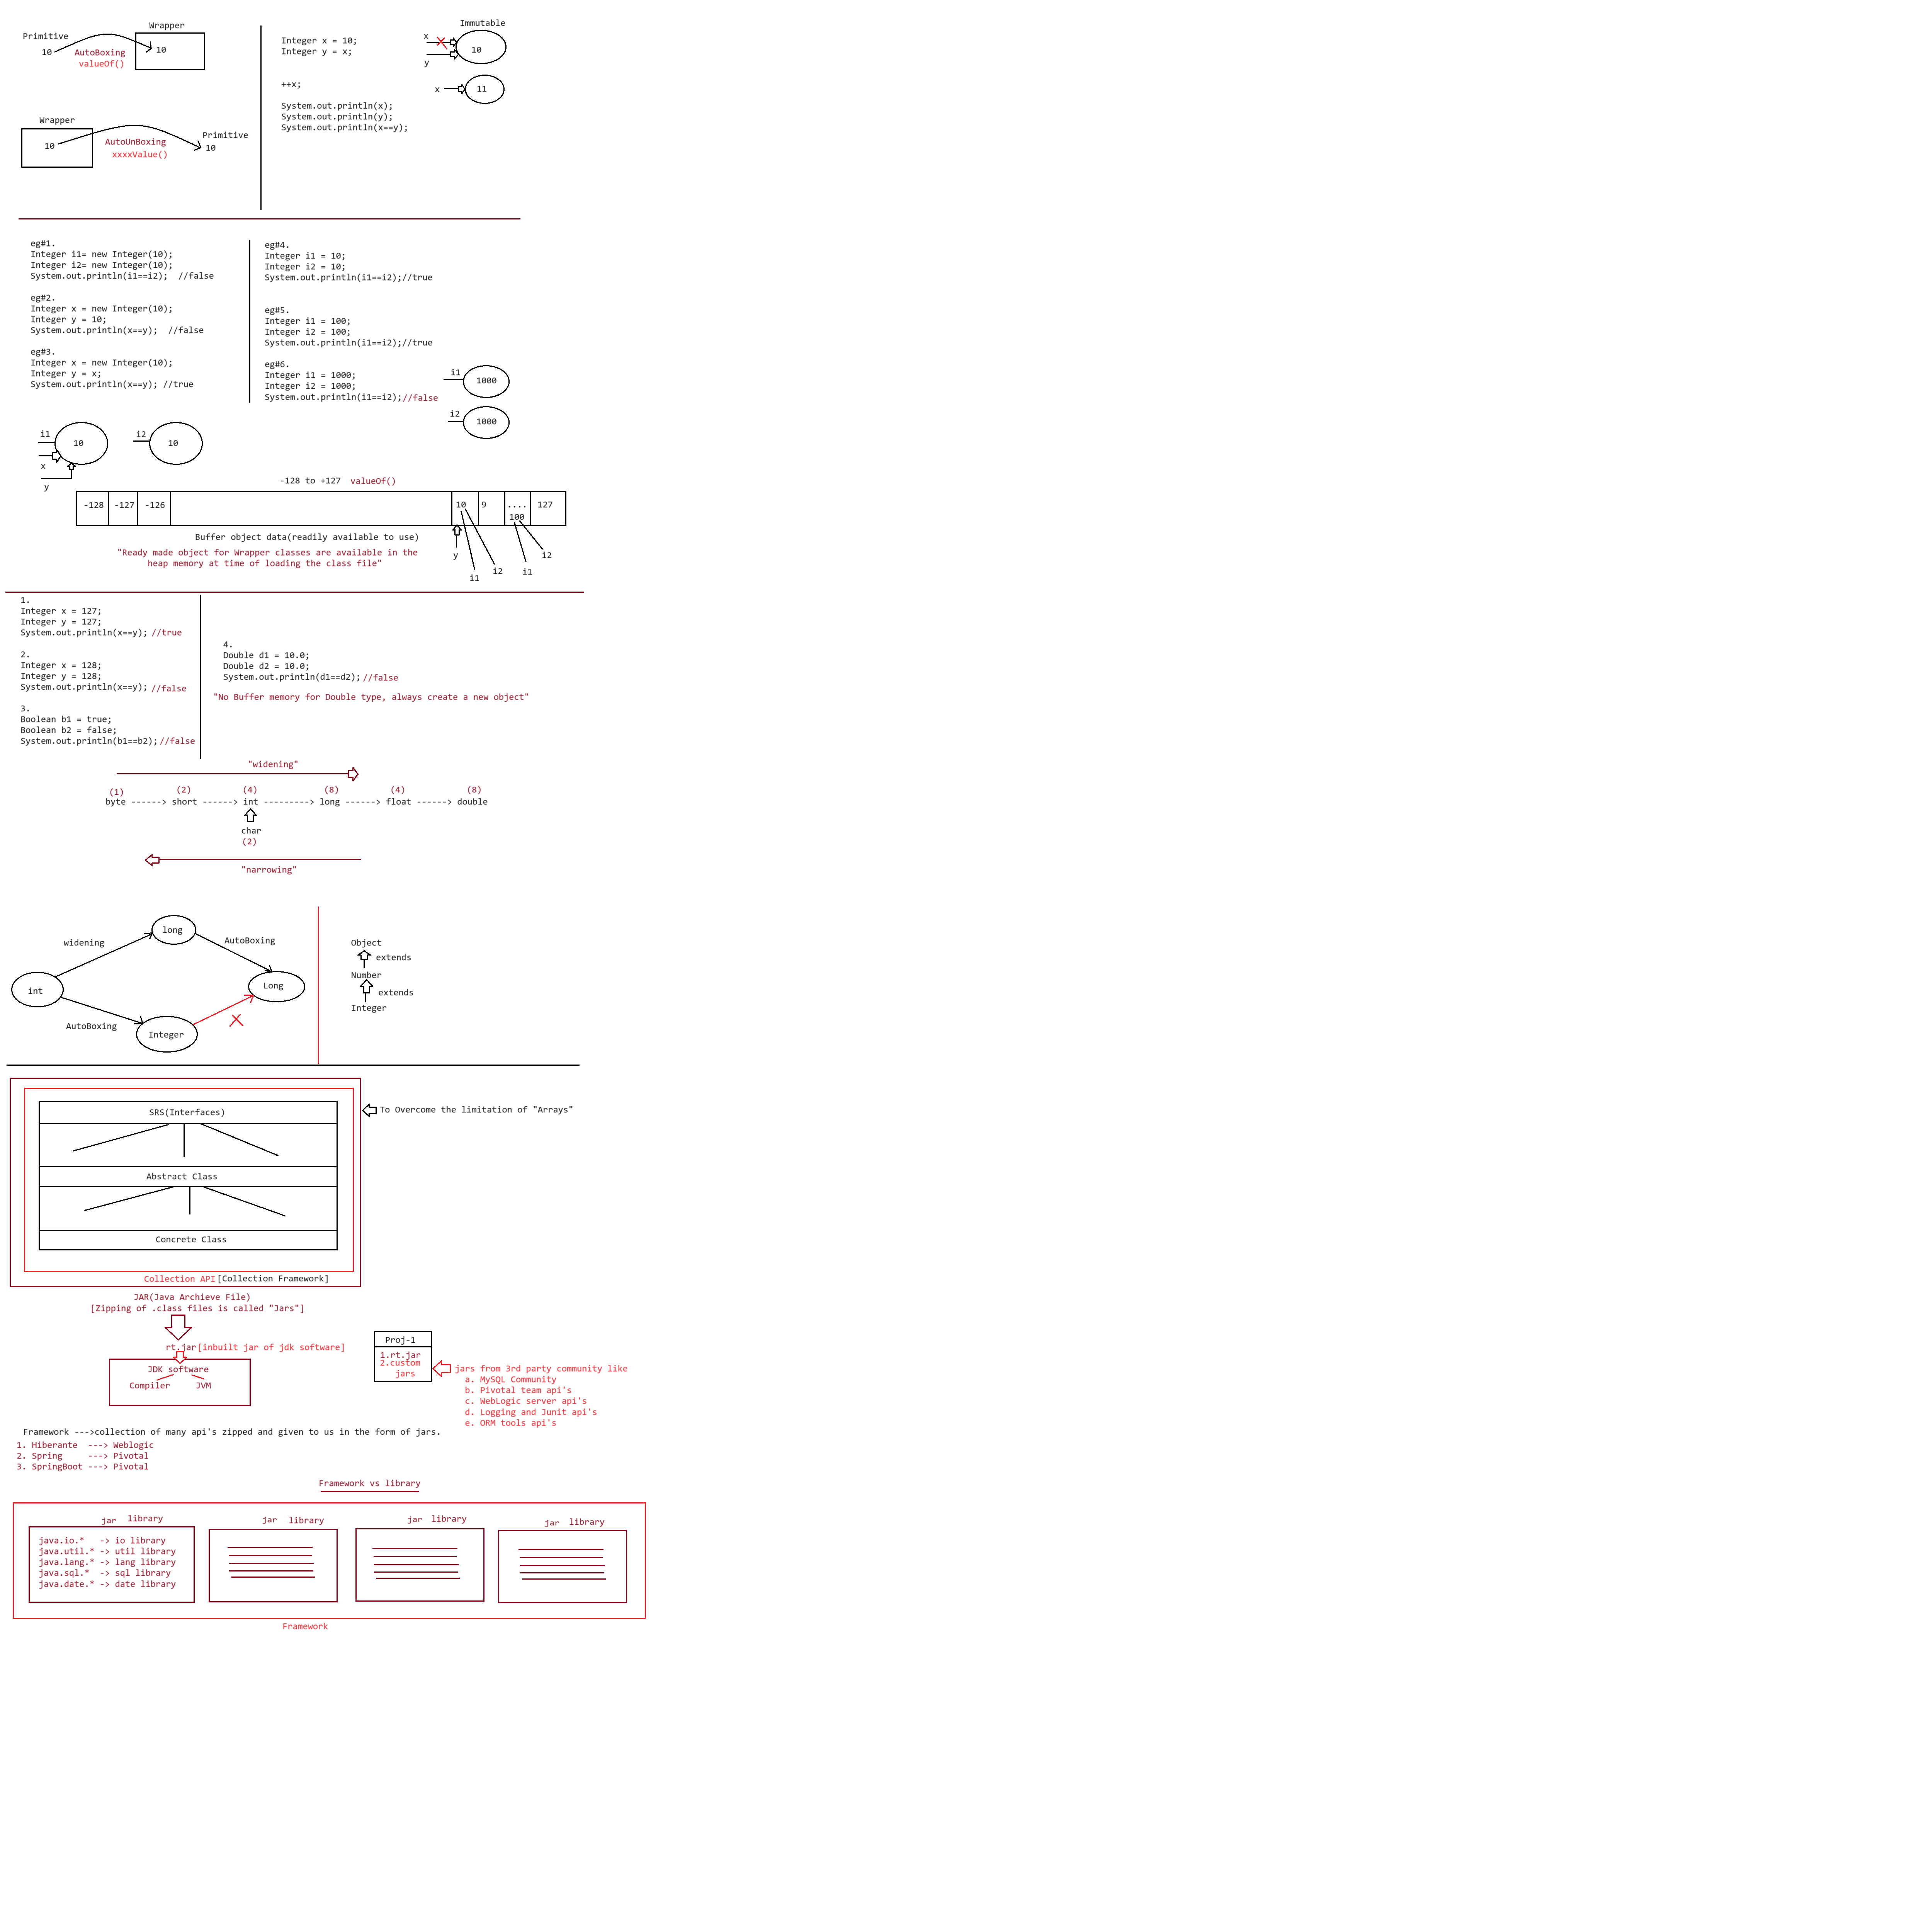 Wrapper
Primitive
10
10
AutoBoxing
valueOf()
Wrapper
10
AutoUnBoxing
xxxxValue()
Primitive
10
Integer x = 10;
Integer y = x;
++x;
System.out.println(x);
System.out.println(y);
System.out.println(x==y);
Immutable
x
10
y
x
11
eg#1.
Integer i1= new Integer(10);
Integer i2= new Integer(10);
System.out.println(i1==i2);  //false
eg#2.
Integer x = new Integer(10);
Integer y = 10;
System.out.println(x==y);  //false
eg#3.
Integer x = new Integer(10);
Integer y = x;
System.out.println(x==y); //true
eg#4.
Integer i1 = 10;
Integer i2 = 10;
System.out.println(i1==i2);//true
eg#5.
Integer i1 = 100;
Integer i2 = 100;
System.out.println(i1==i2);//true
eg#6.
Integer i1 = 1000;
Integer i2 = 1000;
System.out.println(i1==i2);//false
i1
1000
i2
1000
i1
10
x
y
i2
10
-128 to +127  valueOf()
-128 -127 -126 10 9 .... 127
100
Buffer object data(readily available to use)
"Ready made object for Wrapper classes are available in the
heap memory at time of loading the class file"
y
i1
i2
i1
i2
1.
Integer x = 127;
Integer y = 127;
System.out.println(x==y); //true
2.
Integer x = 128;
Integer y = 128;
System.out.println(x==y); //false
3.
Boolean b1 = true;
Boolean b2 = false;
System.out.println(b1==b2);//false
4.
Double d1 = 10.0;
Double d2 = 10.0;
System.out.println(d1==d2);//false
"No Buffer memory for Double type, always create a new object"
"widening"
(1) (2) (4) (8) (4) (8)
byte ------> short ------> int ---------> long ------> float ------> double
char
(2)
"narrowing"
long
widening
AutoBoxing
int
Long
AutoBoxing
Integer
Object
extends
Number
extends
Integer
SRS(Interfaces)
To Overcome the limitation of "Arrays"
Abstract Class
Concrete Class
Collection API[Collection Framework]
JAR(Java Archieve File)
[Zipping of .class files is called "Jars"]
rt.jar[inbuilt jar of jdk software]
JDK software
Compiler JVM
Proj-1
1.rt.jar
2.custom
jars
jars from 3rd party community like
a. MySQL Community
b. Pivotal team api's
c. WebLogic server api's
d. Logging and Junit api's
e. ORM tools api's
Framework --->collection of many api's zipped and given to us in the form of jars.
1. Hiberante  ---> Weblogic
2. Spring     ---> Pivotal
3. SpringBoot ---> Pivotal
Framework vs library
jar library
jar library
jar library
jar library
java.io.*   -> io library
java.util.* -> util library
java.lang.* -> lang library
java.sql.*  -> sql library
java.date.* -> date library
Framework